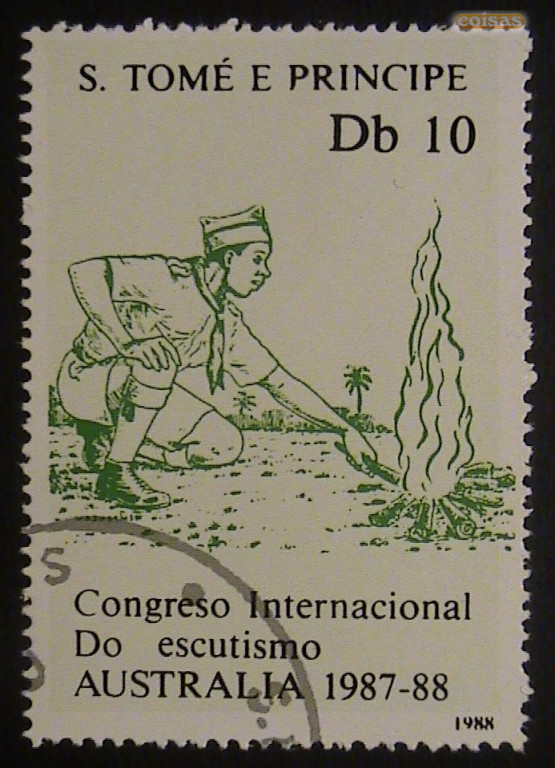 coisas
S. TOMÉ E PRINCIPE
Db 10
Congreso Internacional
Do escutismo
AUSTRALIA 1987-88
1988